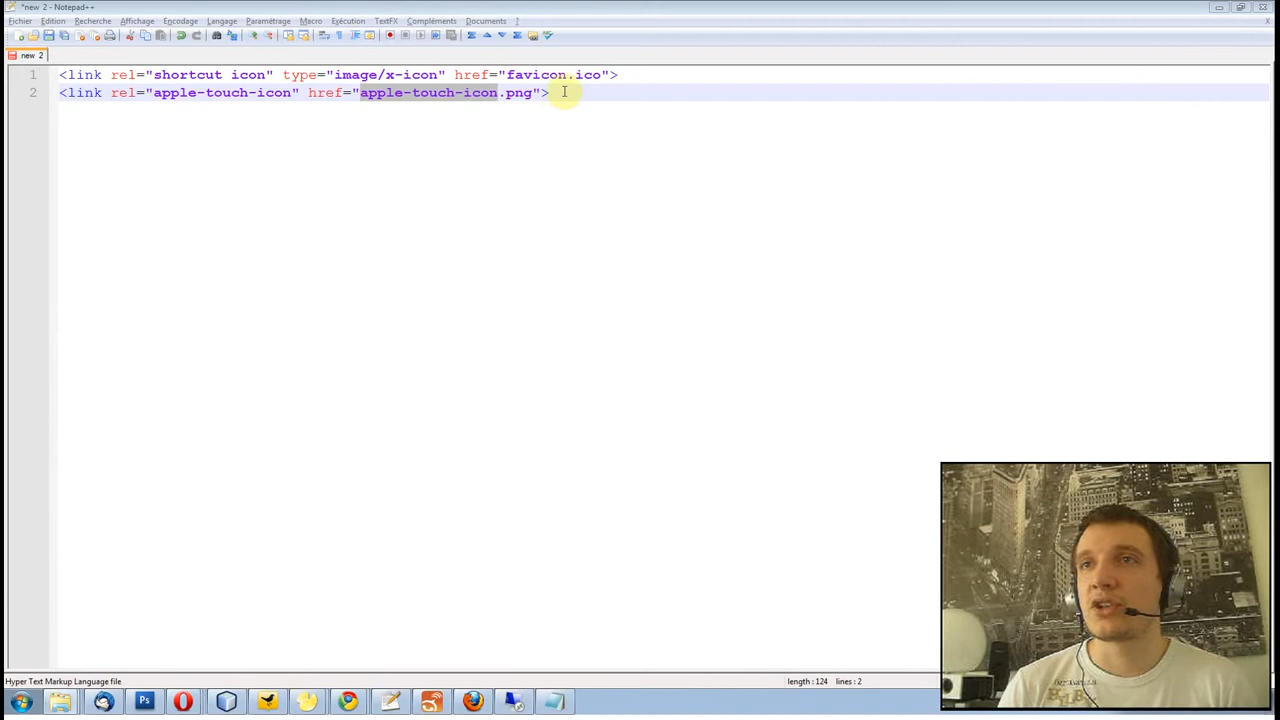 *new 2 - Notepad++
Fichier Edition Recherche Affichage Encodage Langage Paramétrage Macro Exécution TextFX Compléments Documents ?
X
new 2
1 <link rel="shortcut icon" type="image/x-icon" href="favicon.ico">
2 <link rel="apple-touch-icon" href="apple-touch-icon.png">
Hyper Text Markup Language file length : 124 lines : 2
Ps